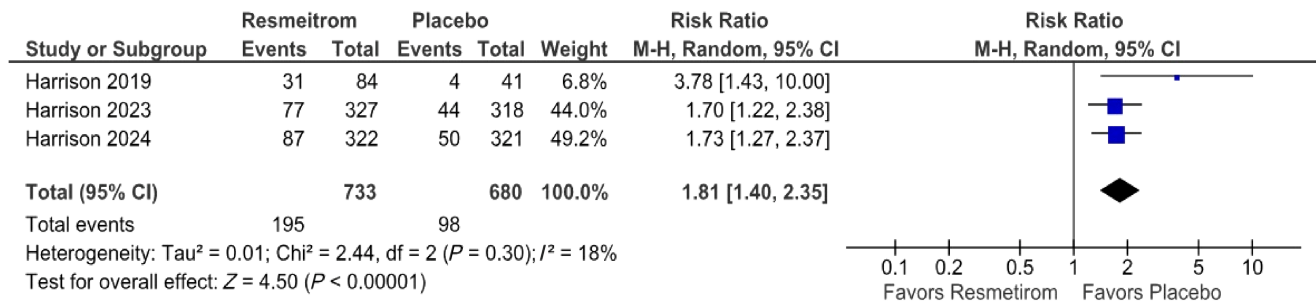 Resmeitrom Placebo Risk Ratio Risk Ratio
Study or Subgroup Events Total Events Total Weight M-H, Random, 95% CI M-H, Random, 95% CI
Harrison 2019 31 84 4 41 6.8% 3.78 [1.43, 10.00]
Harrison 2023 77 327 44 318 44.0% 1.70 [1.22, 2.38]
Harrison 2024 87 322 50 321 49.2% 1.73 [1.27, 2.37]
Total (95% CI) 733 680 100.0% 1.81 [1.40, 2.35]
Total events 195 98
Heterogeneity: Tau² = 0.01; Chi² = 2.44, df = 2 (P = 0.30); I² = 18%
Test for overall effect: Z = 4.50 (P < 0.00001)
0.1 0.2 0.5 1 2 5 10
Favors Resmetirom Favors Placebo